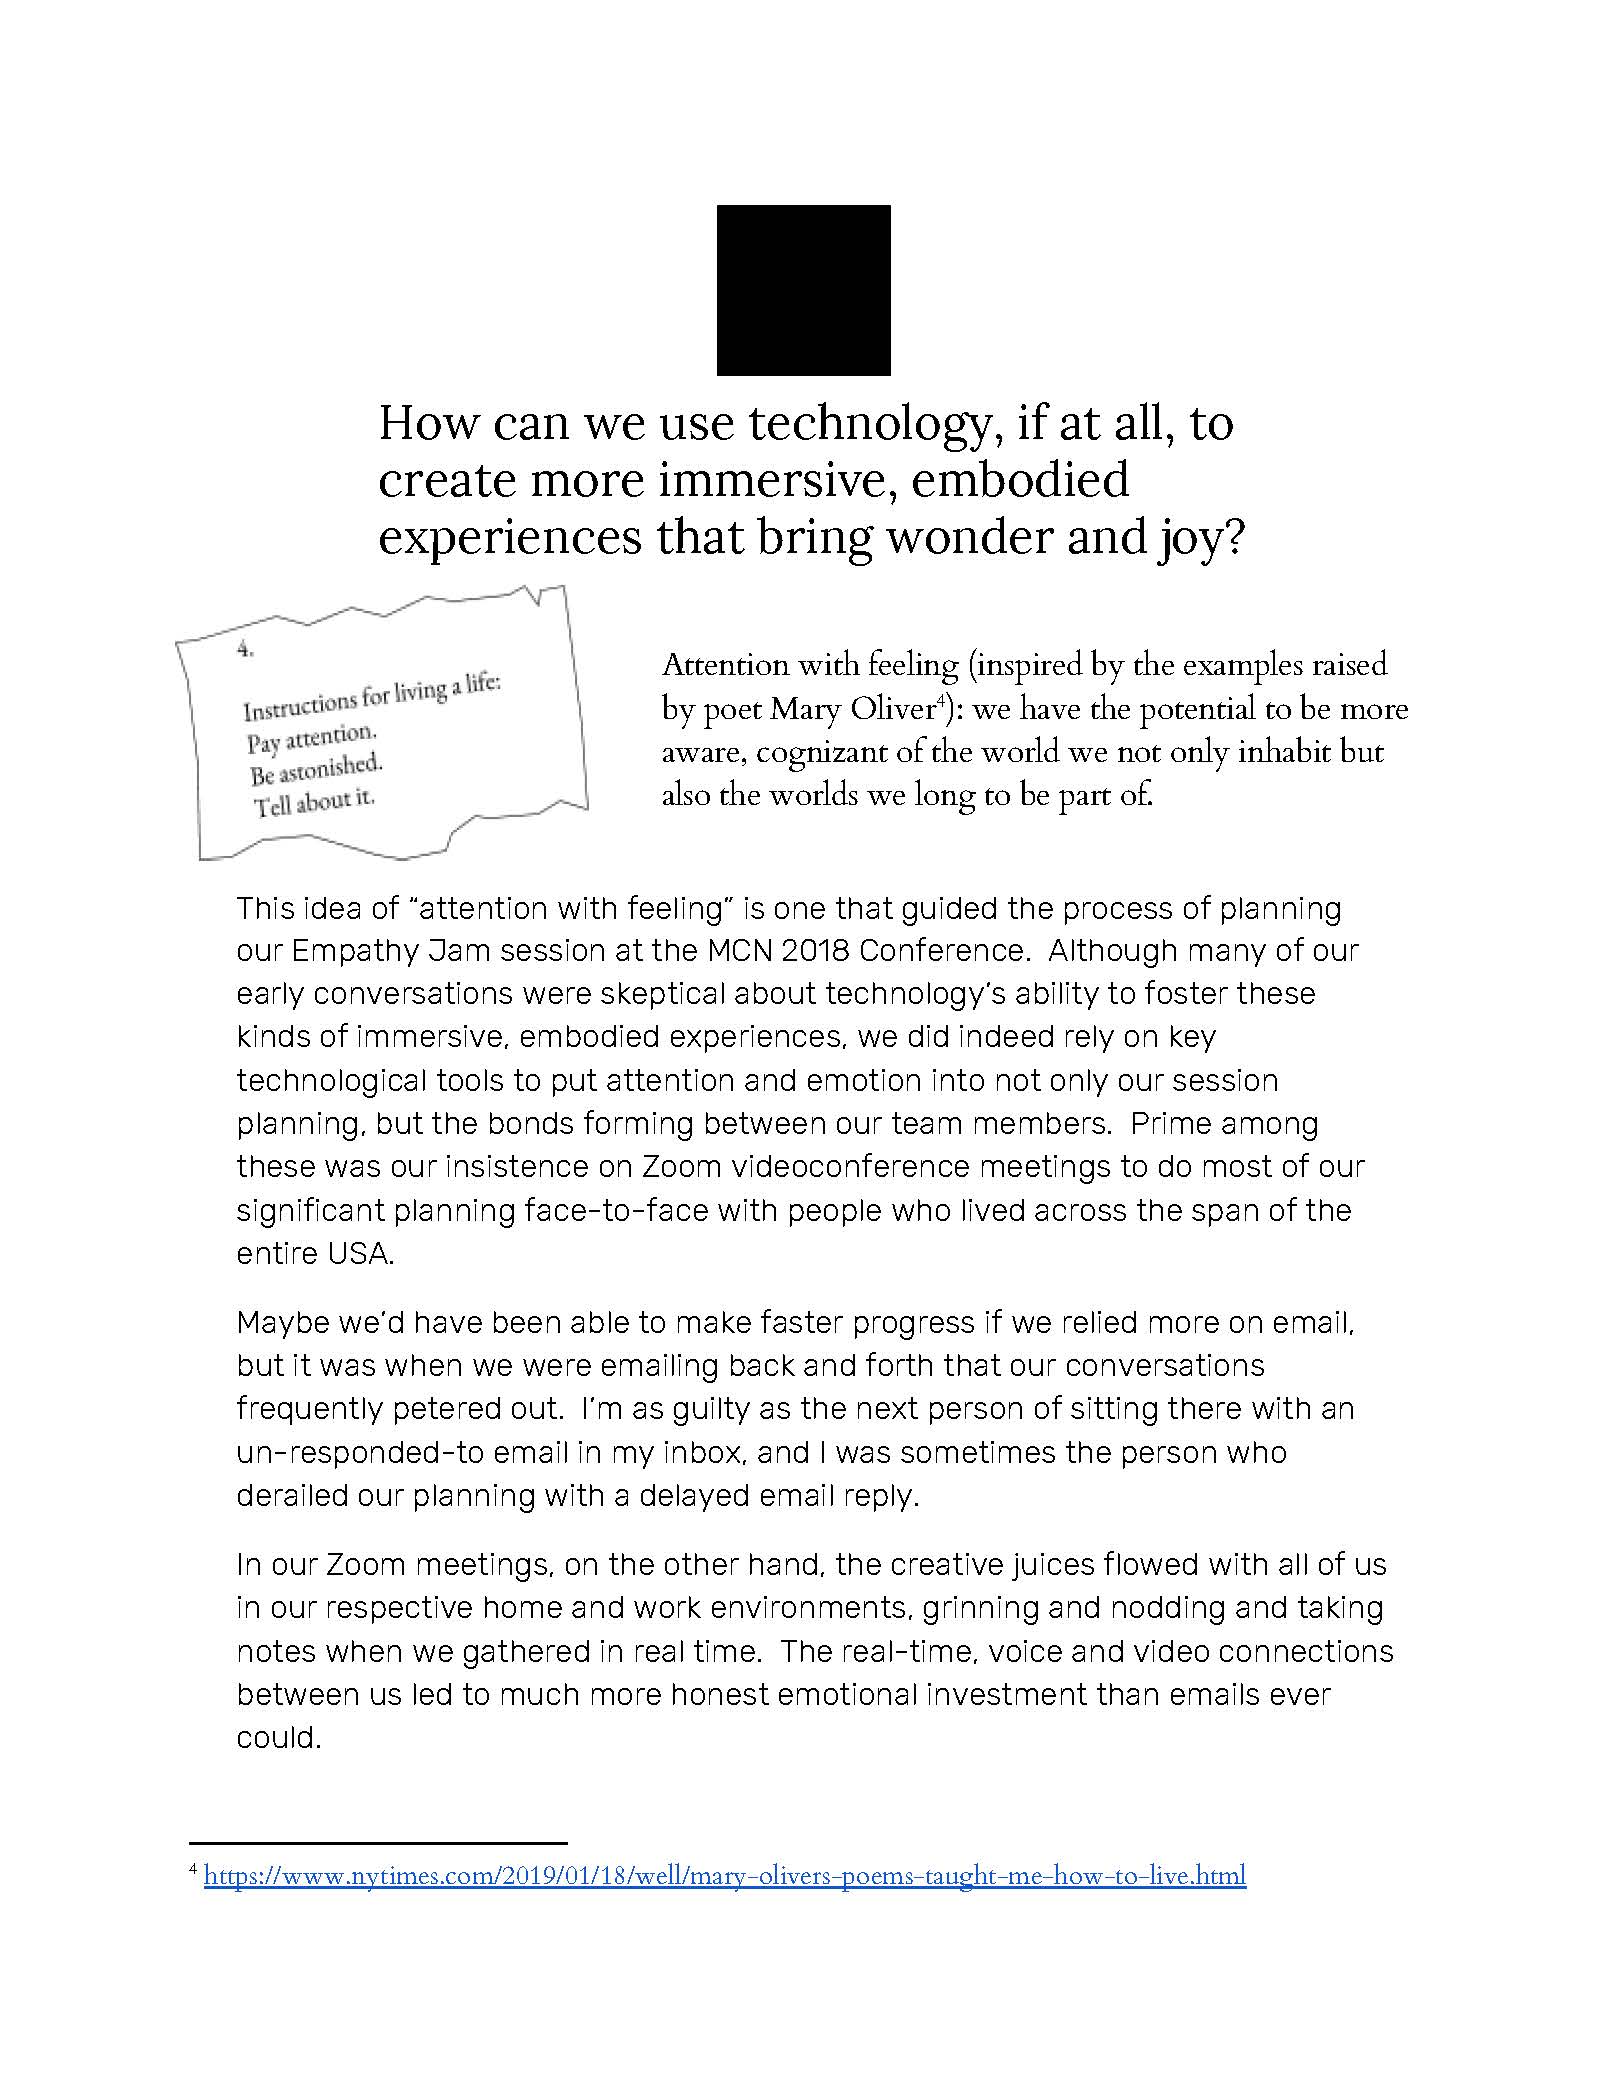 How can we use technology, if at all, to
create more immersive, embodied
experiences that bring wonder and joy?
4.
Instructions for living a life:
Pay attention.
Be astonished.
Tell about it.
Attention with feeling (inspired by the examples raised
by poet Mary Oliver4): we have the potential to be more
aware, cognizant of the world we not only inhabit but
also the worlds we long to be part of.
This idea of “attention with feeling” is one that guided the process of planning
our Empathy Jam session at the MCN 2018 Conference.  Although many of our
early conversations were skeptical about technology’s ability to foster these
kinds of immersive, embodied experiences, we did indeed rely on key
technological tools to put attention and emotion into not only our session
planning, but the bonds forming between our team members.  Prime among
these was our insistence on Zoom videoconference meetings to do most of our
significant planning face-to-face with people who lived across the span of the
entire USA.
Maybe we’d have been able to make faster progress if we relied more on email,
but it was when we were emailing back and forth that our conversations
frequently petered out.  I’m as guilty as the next person of sitting there with an
un-responded-to email in my inbox, and I was sometimes the person who
derailed our planning with a delayed email reply.
In our Zoom meetings, on the other hand, the creative juices flowed with all of us
in our respective home and work environments, grinning and nodding and taking
notes when we gathered in real time.  The real-time, voice and video connections
between us led to much more honest emotional investment than emails ever
could.
4 https://www.nytimes.com/2019/01/18/well/mary-olivers-poems-taught-me-how-to-live.html